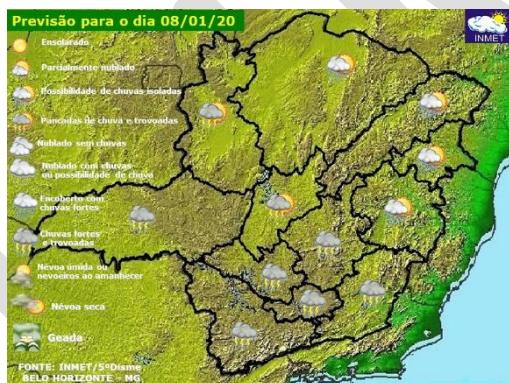 Previsão para o dia 08/01/20
INMET
Ensolarado
Parcialmente nublado
Possibilidade de chuvas isoladas
Pancadas de chuva e trovoadas
Nublado sem chuvas
Nublado com chuvas
ou possibilidade de chuva
Encoberto com
chuvas fortes
Chuvas fortes
e trovoadas
Névoa úmida ou
nevoeiros ao amanhecer
Névoa seca
Geada
FONTE: INMET/5ºDisme
BELO HORIZONTE - MG